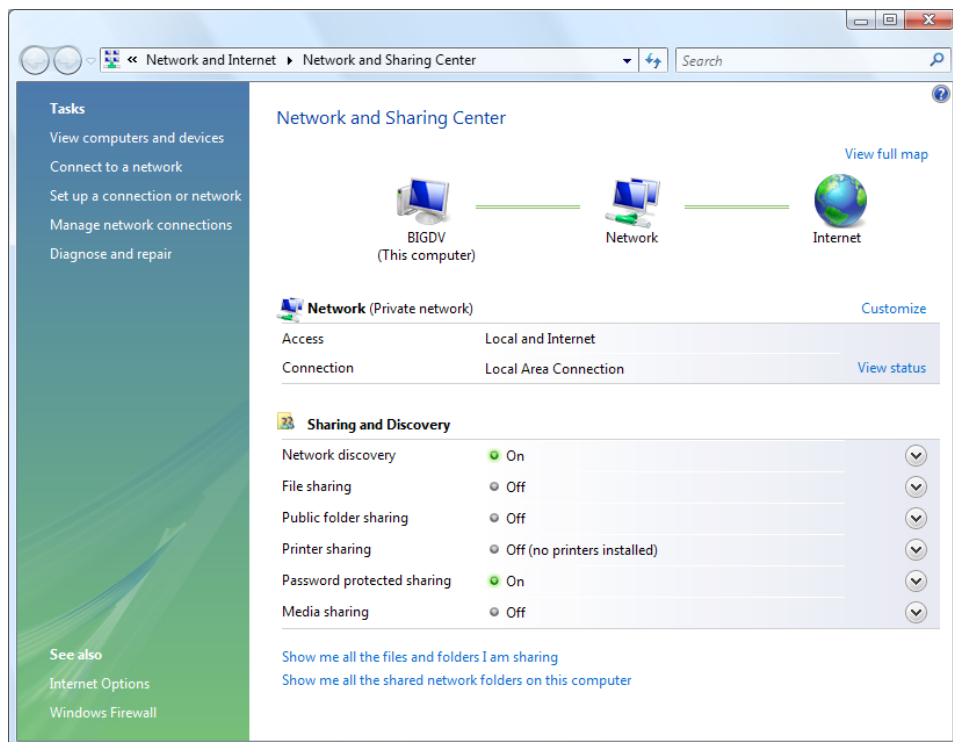 « Network and Internet ▸ Network and Sharing Center
Search
Tasks
View computers and devices
Connect to a network
Set up a connection or network
Manage network connections
Diagnose and repair
See also
Internet Options
Windows Firewall
Network and Sharing Center
View full map
BIGDV
(This computer)
Network
Internet
Network (Private network)
Customize
Access Local and Internet
Connection Local Area Connection View status
Sharing and Discovery
Network discovery On
File sharing Off
Public folder sharing Off
Printer sharing Off (no printers installed)
Password protected sharing On
Media sharing Off
Show me all the files and folders I am sharing
Show me all the shared network folders on this computer